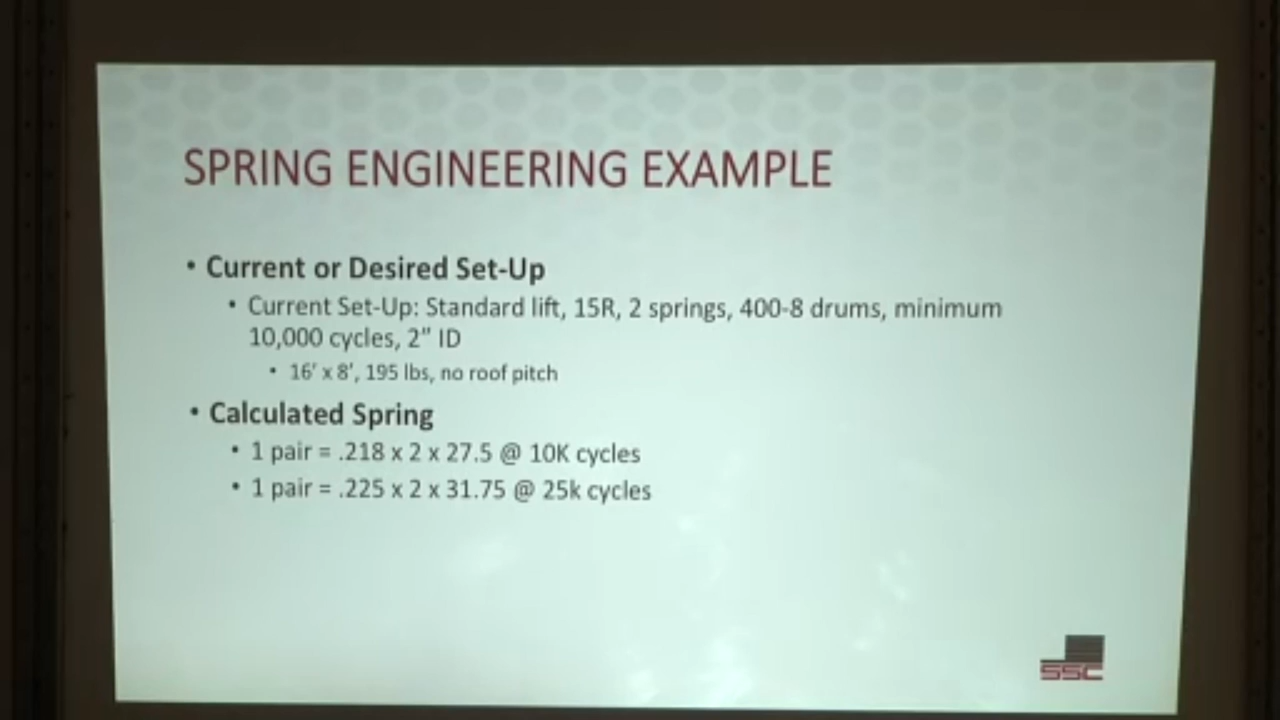 SPRING ENGINEERING EXAMPLE
• Current or Desired Set-Up
• Current Set-Up: Standard lift, 15R, 2 springs, 400-8 drums, minimum
10,000 cycles, 2" ID
• 16' x 8', 195 lbs, no roof pitch
• Calculated Spring
• 1 pair = .218 x 2 x 27.5 @ 10K cycles
• 1 pair = .225 x 2 x 31.75 @ 25k cycles
SSC